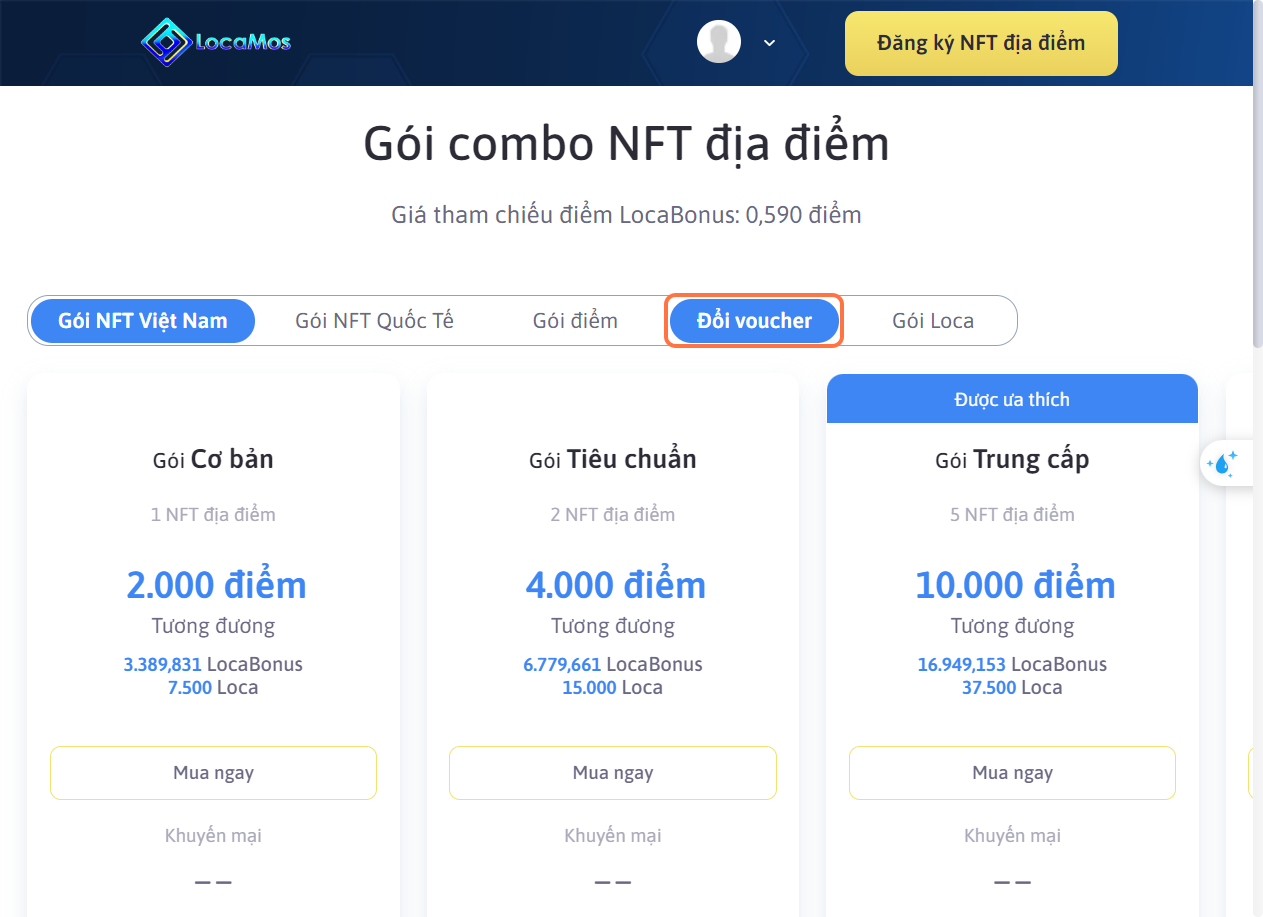 LocaMos
Đăng ký NFT địa điểm
Gói combo NFT địa điểm
Giá tham chiếu điểm LocaBonus: 0,590 điểm
Gói NFT Việt Nam
Gói NFT Quốc Tế
Gói điểm
Đổi voucher
Gói Loca
Gói Cơ bản
1 NFT địa điểm
2.000 điểm
Tương đương
3.389,831 LocaBonus
7.500 Loca
Mua ngay
Khuyến mại
– –
Gói Tiêu chuẩn
2 NFT địa điểm
4.000 điểm
Tương đương
6.779,661 LocaBonus
15.000 Loca
Mua ngay
Khuyến mại
– –
Được ưa thích
Gói Trung cấp
5 NFT địa điểm
10.000 điểm
Tương đương
16.949,153 LocaBonus
37.500 Loca
Mua ngay
Khuyến mại
– –